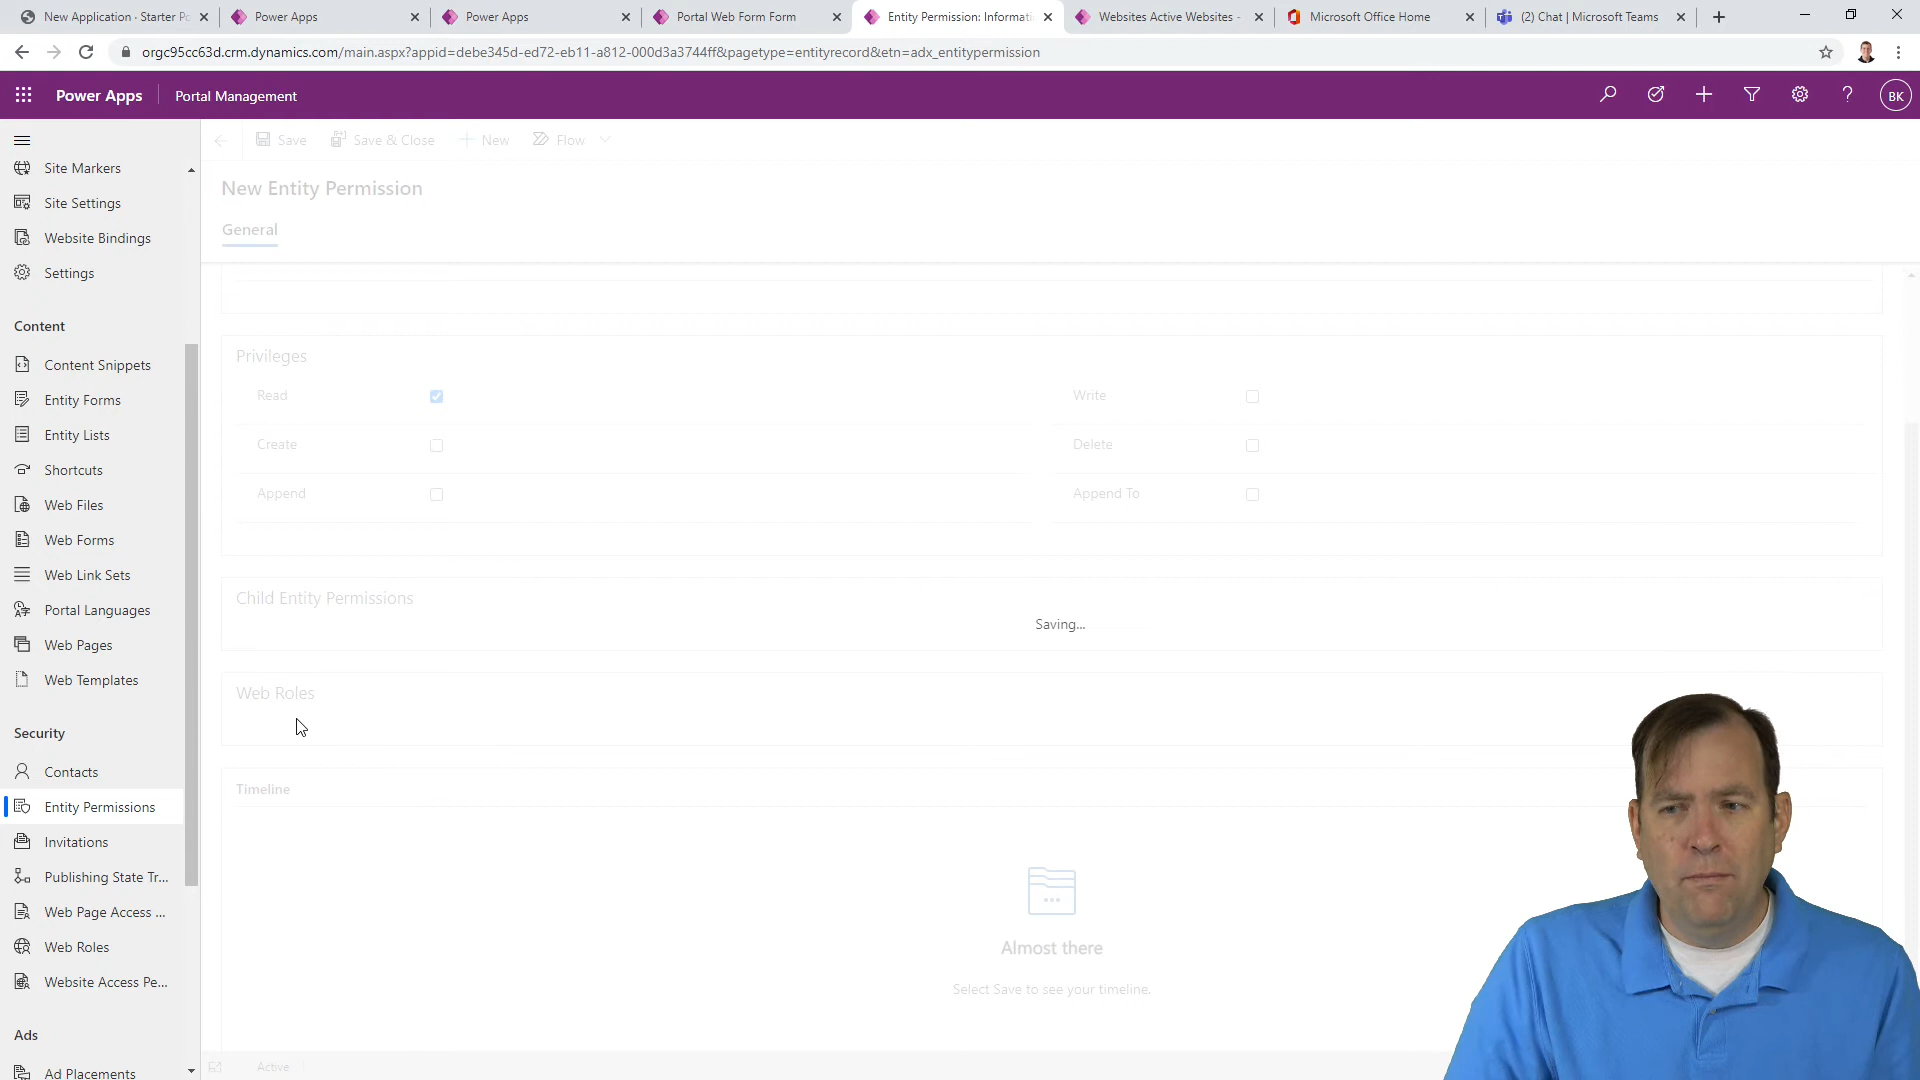 New Application · Starter Po
Power Apps
Power Apps
Portal Web Form Form
Entity Permission: Informati
Websites Active Websites -
Microsoft Office Home
(2) Chat | Microsoft Teams
orgc95cc63d.crm.dynamics.com/main.aspx?appid=debe345d-ed72-eb11-a812-000d3a3744ff&pagetype=entityrecord&etn=adx_entitypermission
Power Apps
Portal Management
BK
Save
Save & Close
New
Flow
New Entity Permission
General
Site Markers
Site Settings
Website Bindings
Settings
Content
Content Snippets
Entity Forms
Entity Lists
Shortcuts
Web Files
Web Forms
Web Link Sets
Portal Languages
Web Pages
Web Templates
Security
Contacts
Entity Permissions
Invitations
Publishing State Tr...
Web Page Access ...
Web Roles
Website Access Pe...
Ads
Ad Placements
Privileges
Read
Write
Create
Delete
Append
Append To
Child Entity Permissions
Saving...
Web Roles
Timeline
Almost there
Select Save to see your timeline.
Active